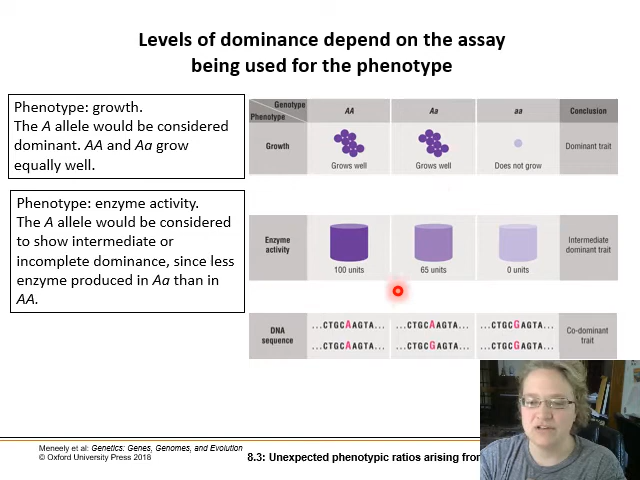 Levels of dominance depend on the assay
being used for the phenotype
Phenotype: growth.
The A allele would be considered
dominant. AA and Aa grow
equally well.
Phenotype: enzyme activity.
The A allele would be considered
to show intermediate or
incomplete dominance, since less
enzyme produced in Aa than in
AA.
Genotype
Phenotype
AA
Aa
aa
Conclusion
Growth
Grows well
Grows well
Does not grow
Dominant trait
Enzyme
activity
100 units
65 units
0 units
Intermediate
dominant trait
DNA
sequence
...CTGCAAGTA...
...CTGCAAGTA...
...CTGCAAGTA...
...CTGCGAGTA...
...CTGCGAGTA...
...CTGCGAGTA...
Co-dominant
trait
Meneely et al: Genetics: Genes, Genomes, and Evolution
© Oxford University Press 2018
8.3: Unexpected phenotypic ratios arising from